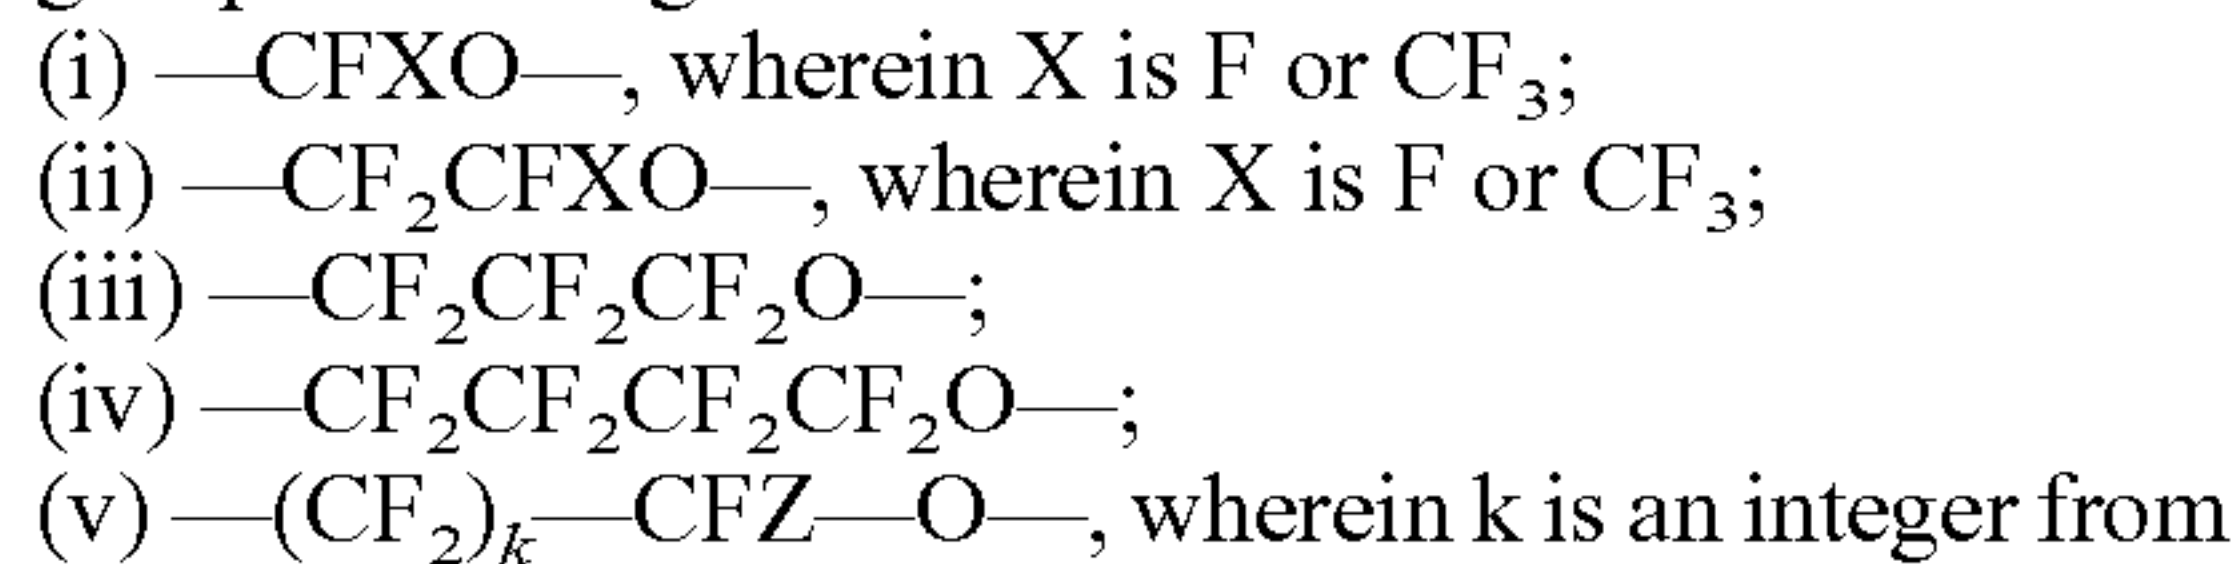 (i) —CFXO—, wherein X is F or CF₃;
(ii) —CF₂CFXO—, wherein X is F or CF₃;
(iii) —CF₂CF₂CF₂O—;
(iv) —CF₂CF₂CF₂CF₂O—;
(v) —(CF₂)ₖ—CFZ—O—, wherein k is an integer from